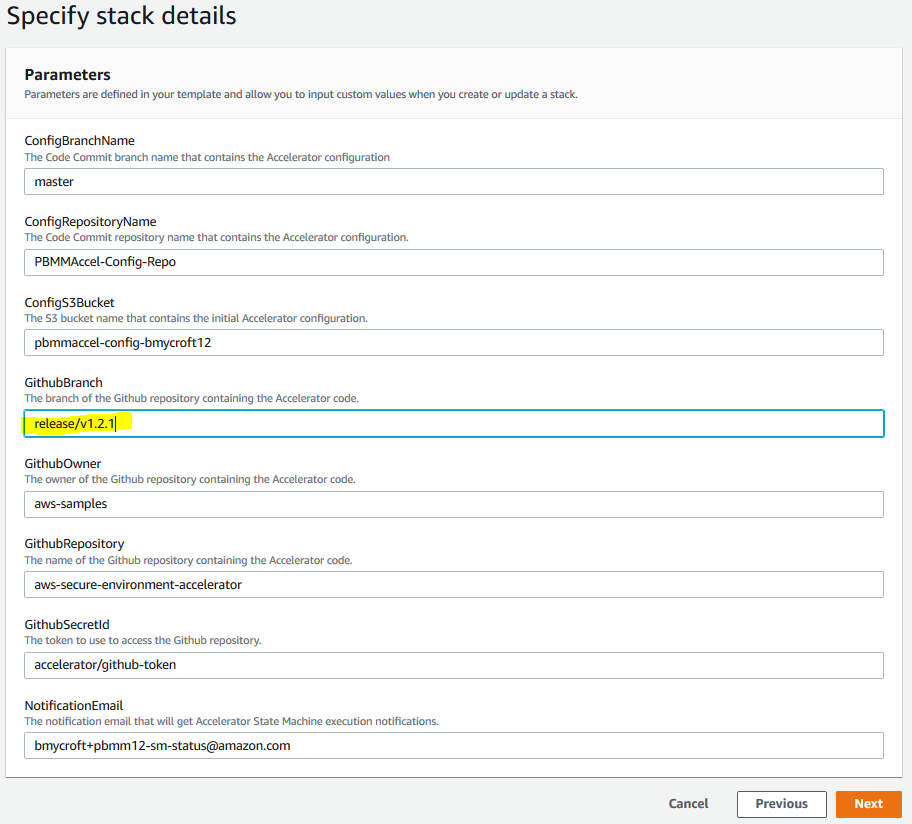 Specify stack details
Parameters
Parameters are defined in your template and allow you to input custom values when you create or update a stack.
ConfigBranchName
The Code Commit branch name that contains the Accelerator configuration
master
ConfigRepositoryName
The Code Commit repository name that contains the Accelerator configuration.
PBMMAccel-Config-Repo
ConfigS3Bucket
The S3 bucket name that contains the initial Accelerator configuration.
pbmmaccel-config-bmycroft12
GithubBranch
The branch of the Github repository containing the Accelerator code.
release/v1.2.1
GithubOwner
The owner of the Github repository containing the Accelerator code.
aws-samples
GithubRepository
The name of the Github repository containing the Accelerator code.
aws-secure-environment-accelerator
GithubSecretId
The token to use to access the Github repository.
accelerator/github-token
NotificationEmail
The notification email that will get Accelerator State Machine execution notifications.
bmycroft+pbmm12-sm-status@amazon.com
Cancel Previous Next